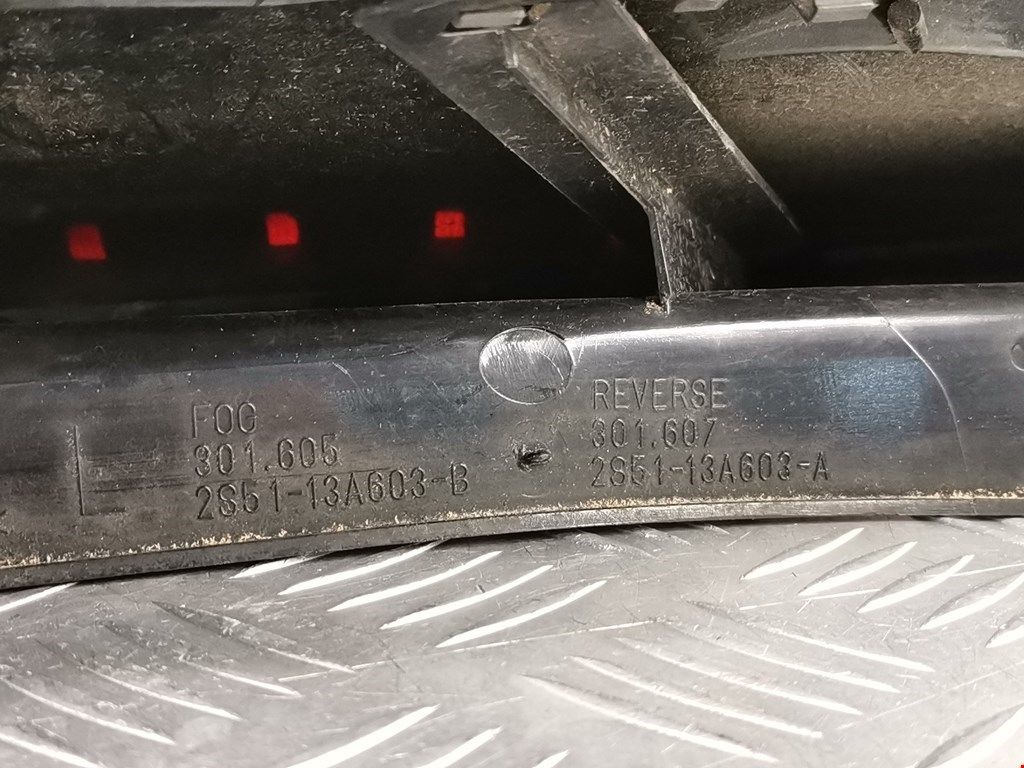 FOG
301.605
2S51-13A603-B
L
REVERSE
301.607
2S51-13A603-A